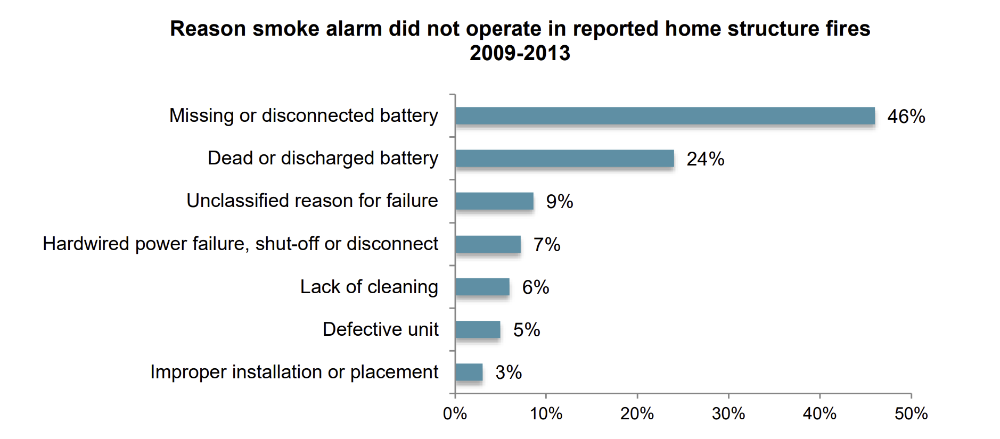 Reason smoke alarm did not operate in reported home structure fires
2009-2013
Missing or disconnected battery 46%
Dead or discharged battery 24%
Unclassified reason for failure 9%
Hardwired power failure, shut-off or disconnect 7%
Lack of cleaning 6%
Defective unit 5%
Improper installation or placement 3%
0% 10% 20% 30% 40% 50%